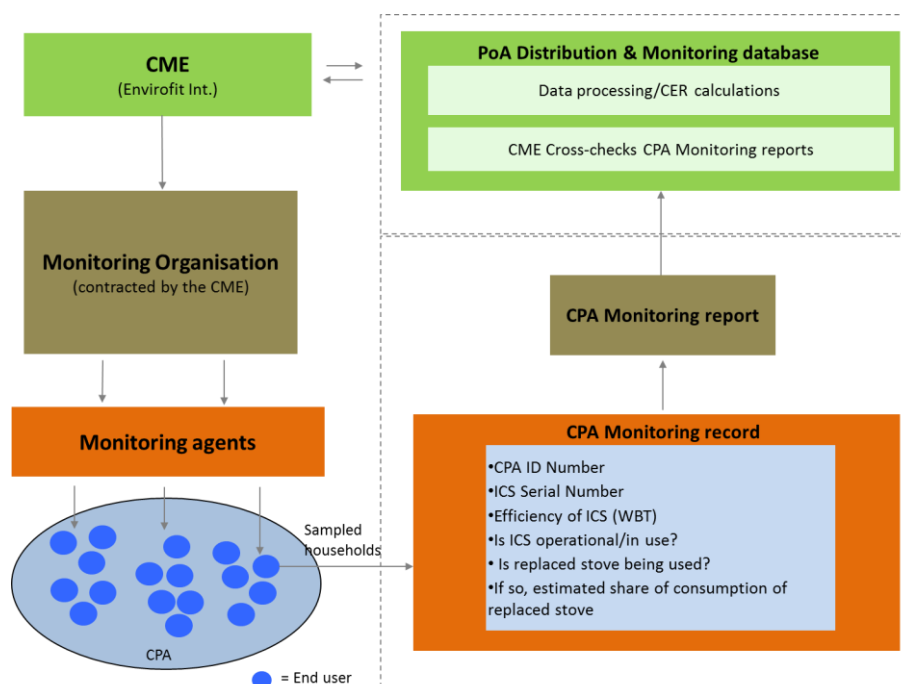 CME
(Envirofit Int.)
PoA Distribution & Monitoring database
Data processing/CER calculations
CME Cross-checks CPA Monitoring reports
Monitoring Organisation
(contracted by the CME)
CPA Monitoring report
Monitoring agents
CPA Monitoring record
•CPA ID Number
•ICS Serial Number
•Efficiency of ICS (WBT)
•Is ICS operational/in use?
• Is replaced stove being used?
•If so, estimated share of consumption of
replaced stove
Sampled
households
CPA
= End user